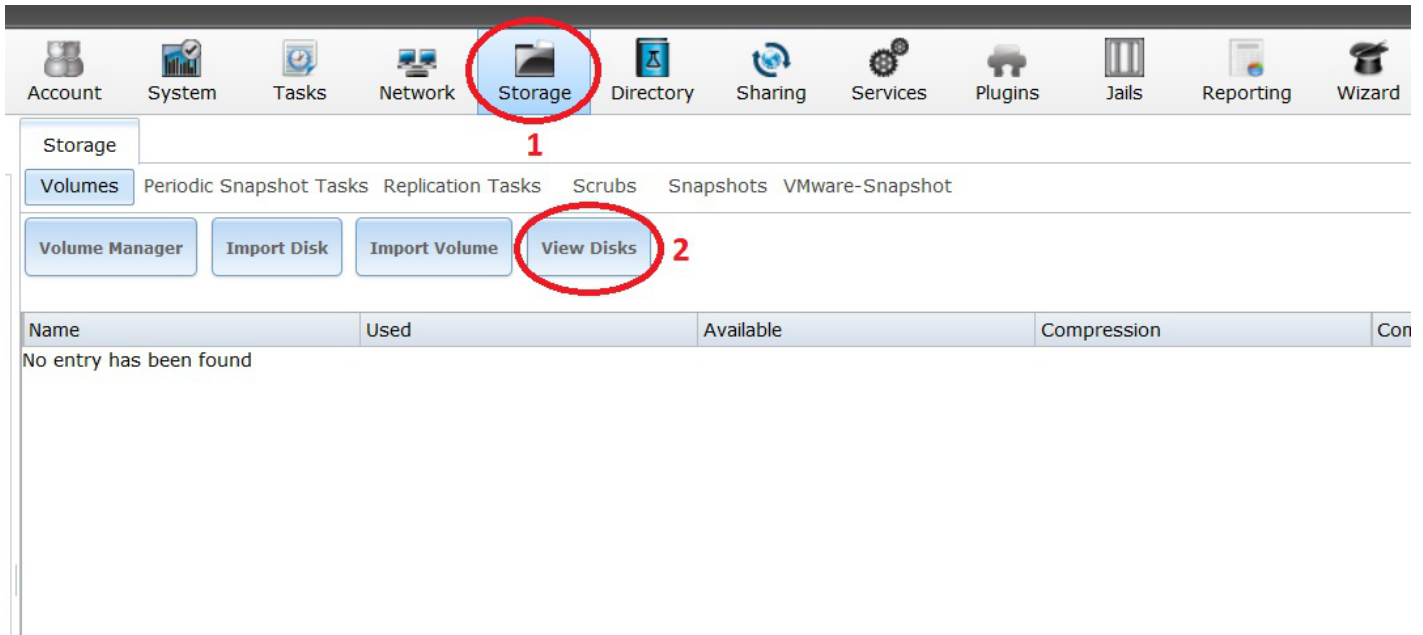 Account System Tasks Network Storage Directory Sharing Services Plugins Jails Reporting Wizard
Storage
1
Volumes Periodic Snapshot Tasks Replication Tasks Scrubs Snapshots VMware-Snapshot
Volume Manager Import Disk Import Volume View Disks 2
Name Used Available Compression
No entry has been found